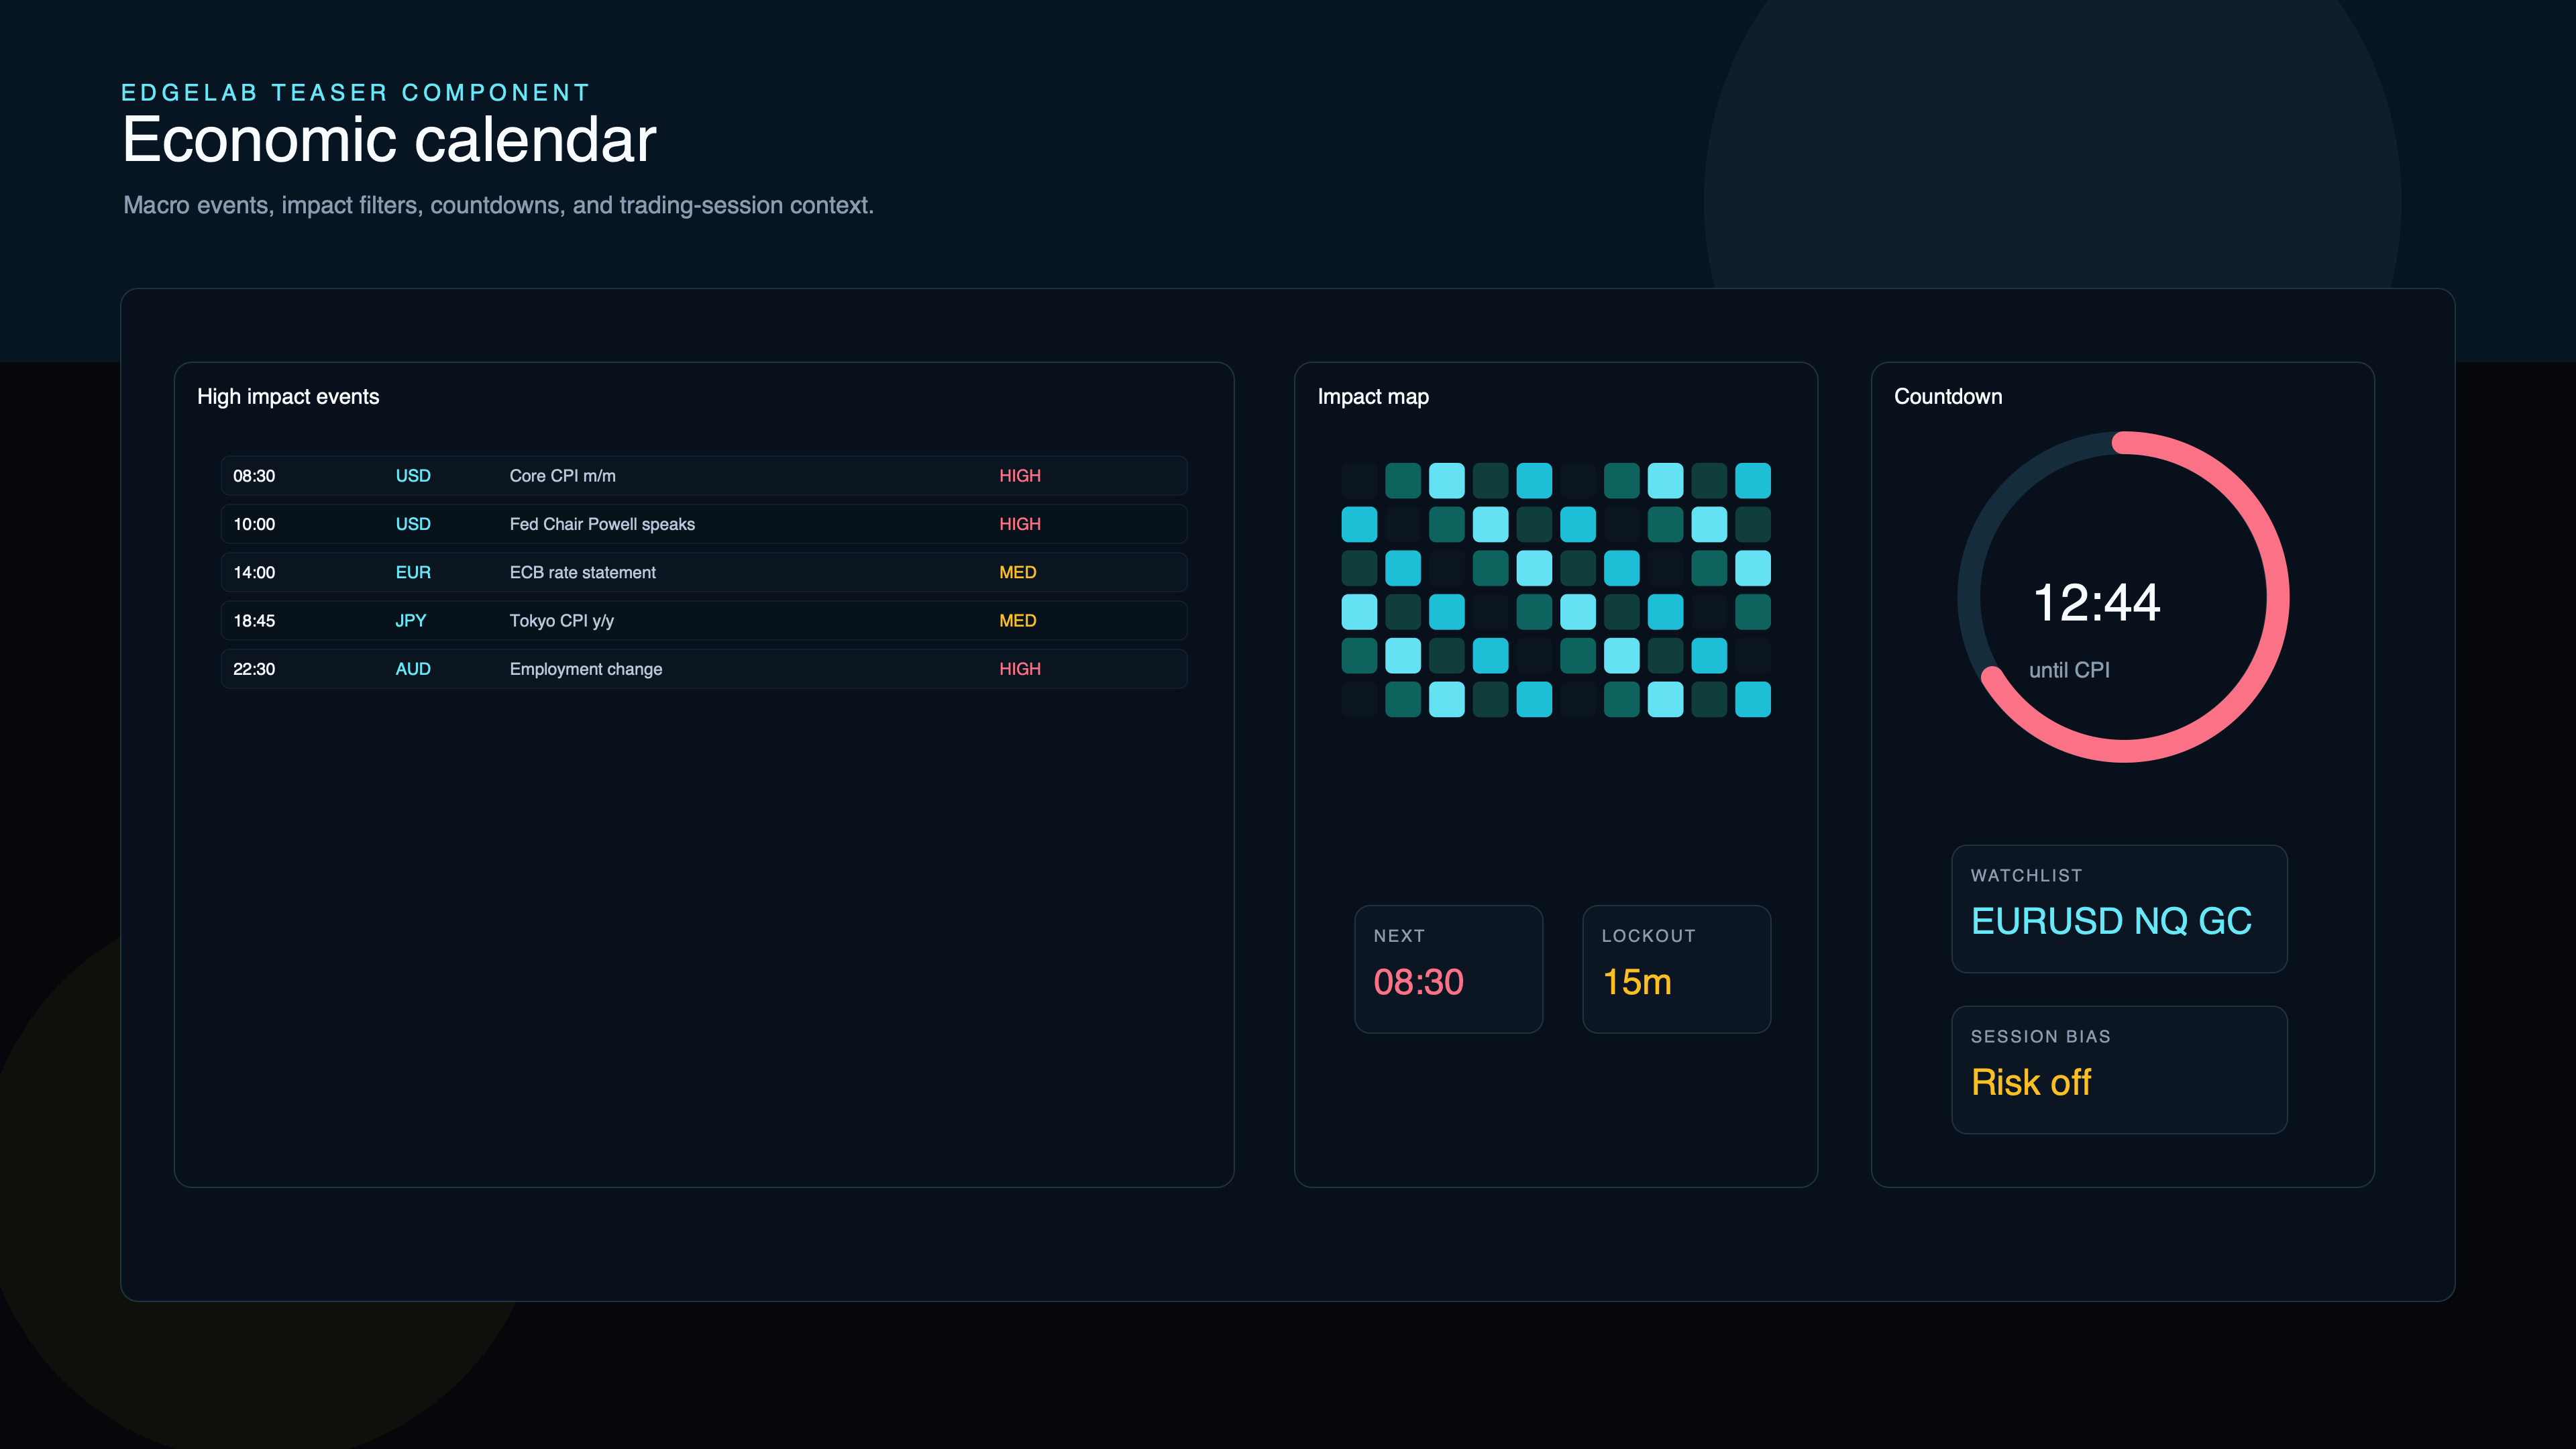 EDGELAB TEASER COMPONENT
Economic calendar
Macro events, impact filters, countdowns, and trading-session context.
High impact events
08:30 USD Core CPI m/m HIGH
10:00 USD Fed Chair Powell speaks HIGH
14:00 EUR ECB rate statement MED
18:45 JPY Tokyo CPI y/y MED
22:30 AUD Employment change HIGH
Impact map
NEXT
08:30
LOCKOUT
15m
Countdown
12:44
until CPI
WATCHLIST
EURUSD NQ GC
SESSION BIAS
Risk off